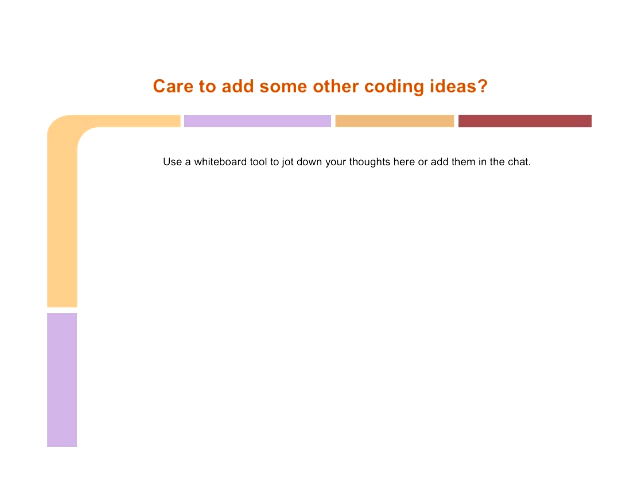 Care to add some other coding ideas?
Use a whiteboard tool to jot down your thoughts here or add them in the chat.